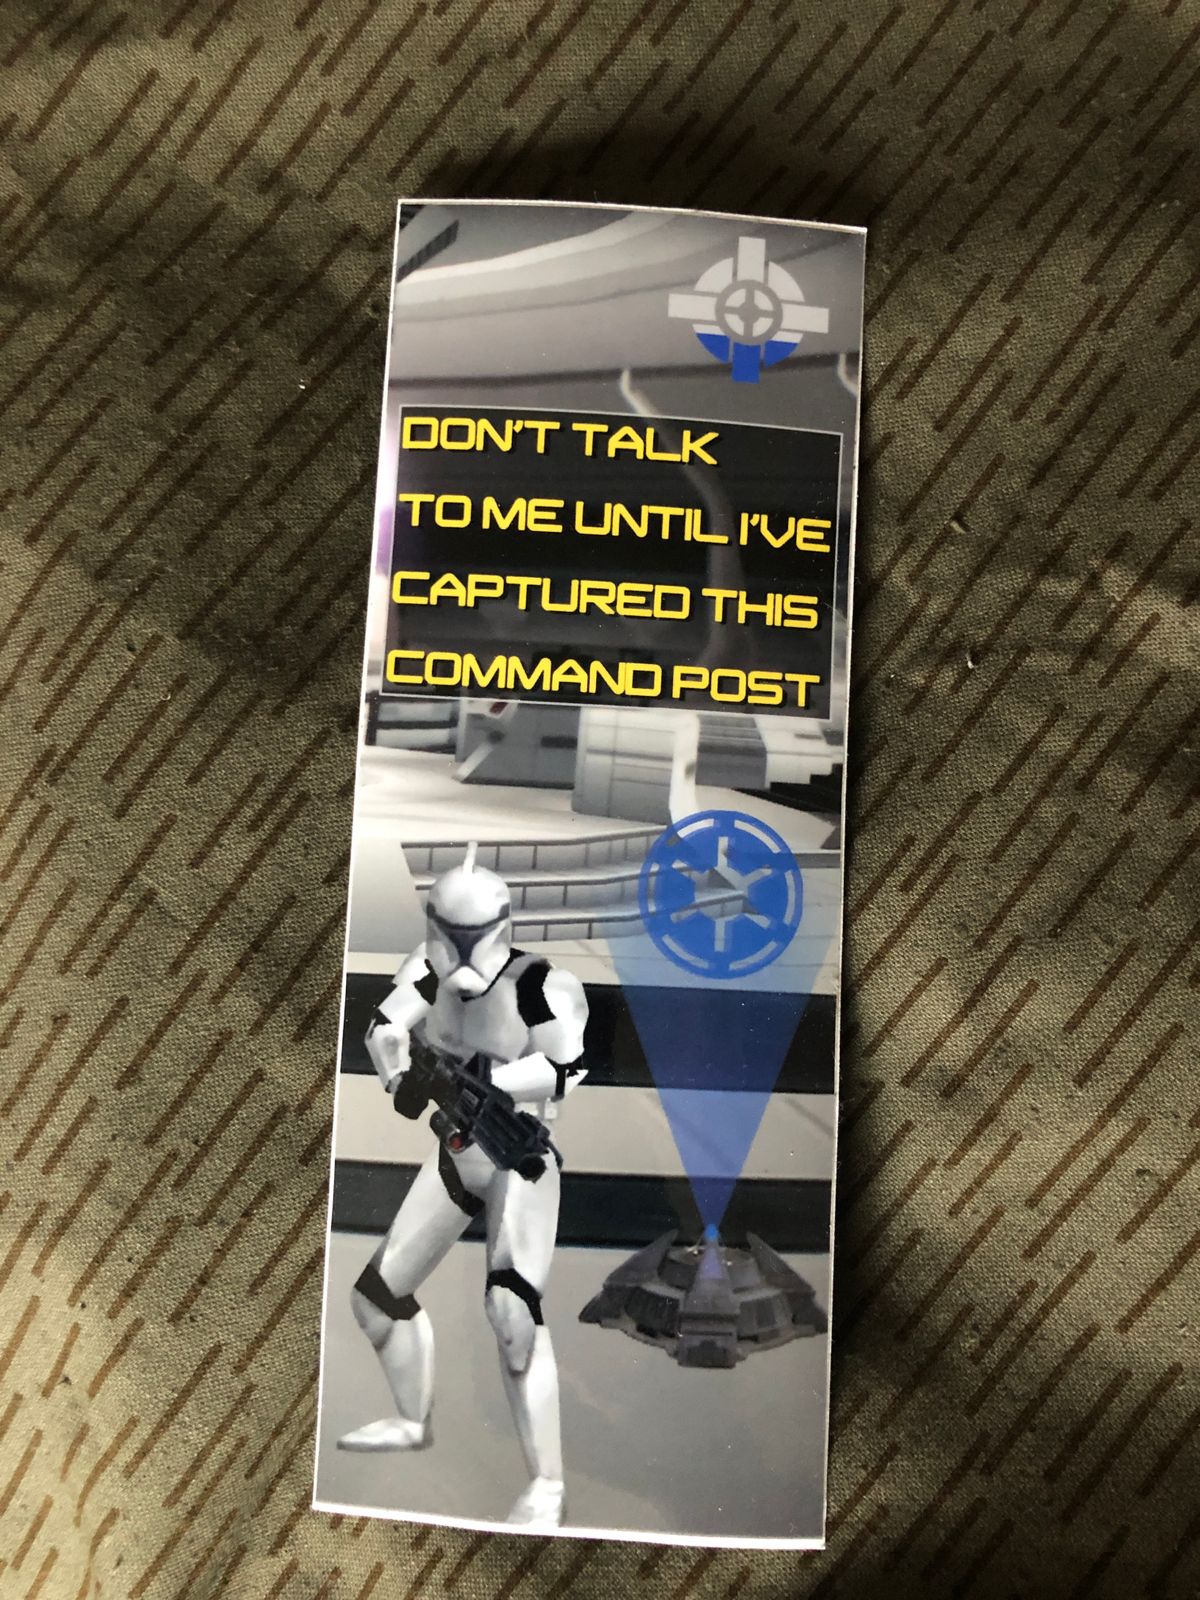 DON'T TALK
TO ME UNTIL I'VE
CAPTURED THIS
COMMAND POST